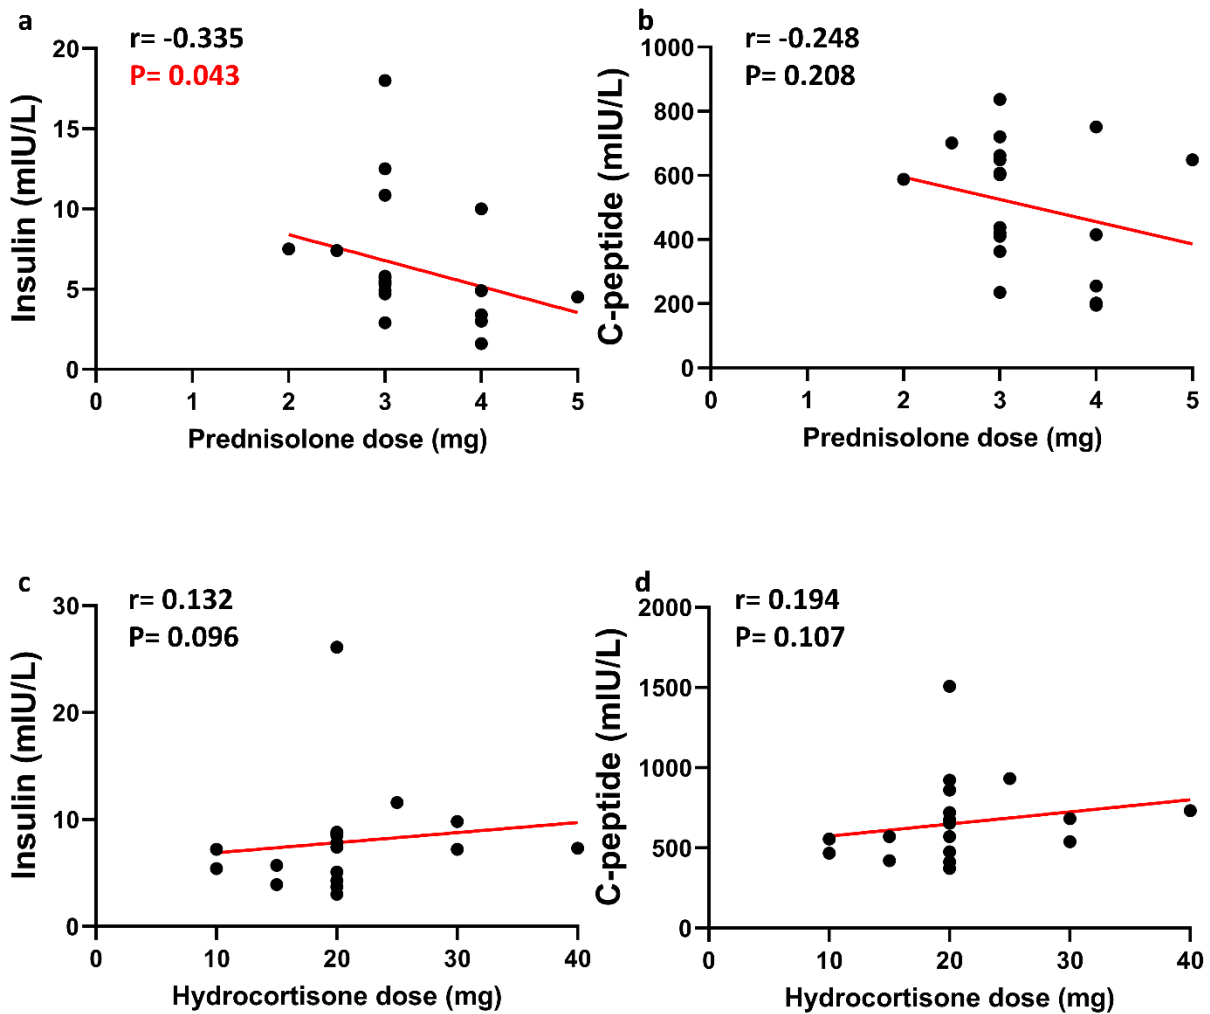 a
r= -0.335
P= 0.043
Insulin (mIU/L)
20
15
10
5
0
0 1 2 3 4 5
Prednisolone dose (mg)
b
r= -0.248
P= 0.208
C-peptide (mIU/L)
1000
800
600
400
200
0
0 1 2 3 4 5
Prednisolone dose (mg)
c
r= 0.132
P= 0.096
Insulin (mIU/L)
30
20
10
0
0 10 20 30 40
Hydrocortisone dose (mg)
d
r= 0.194
P= 0.107
C-peptide (mIU/L)
2000
1500
1000
500
0
0 10 20 30 40
Hydrocortisone dose (mg)